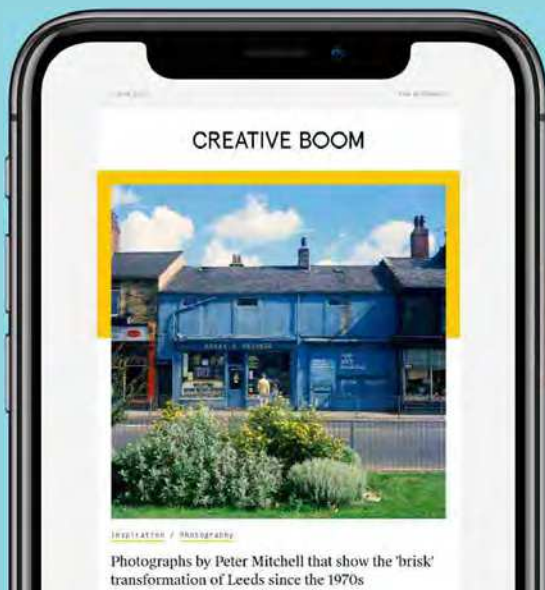 CREATIVE BOOM
Inspiration / Photography
Photographs by Peter Mitchell that show the 'brisk'
transformation of Leeds since the 1970s